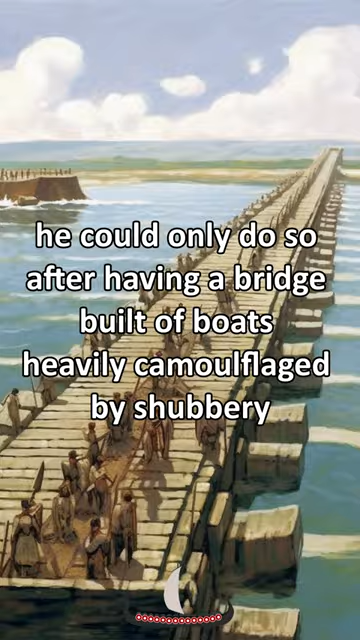 he could only do so
after having a bridge
built of boats
heavily camoulflaged
by shubbery